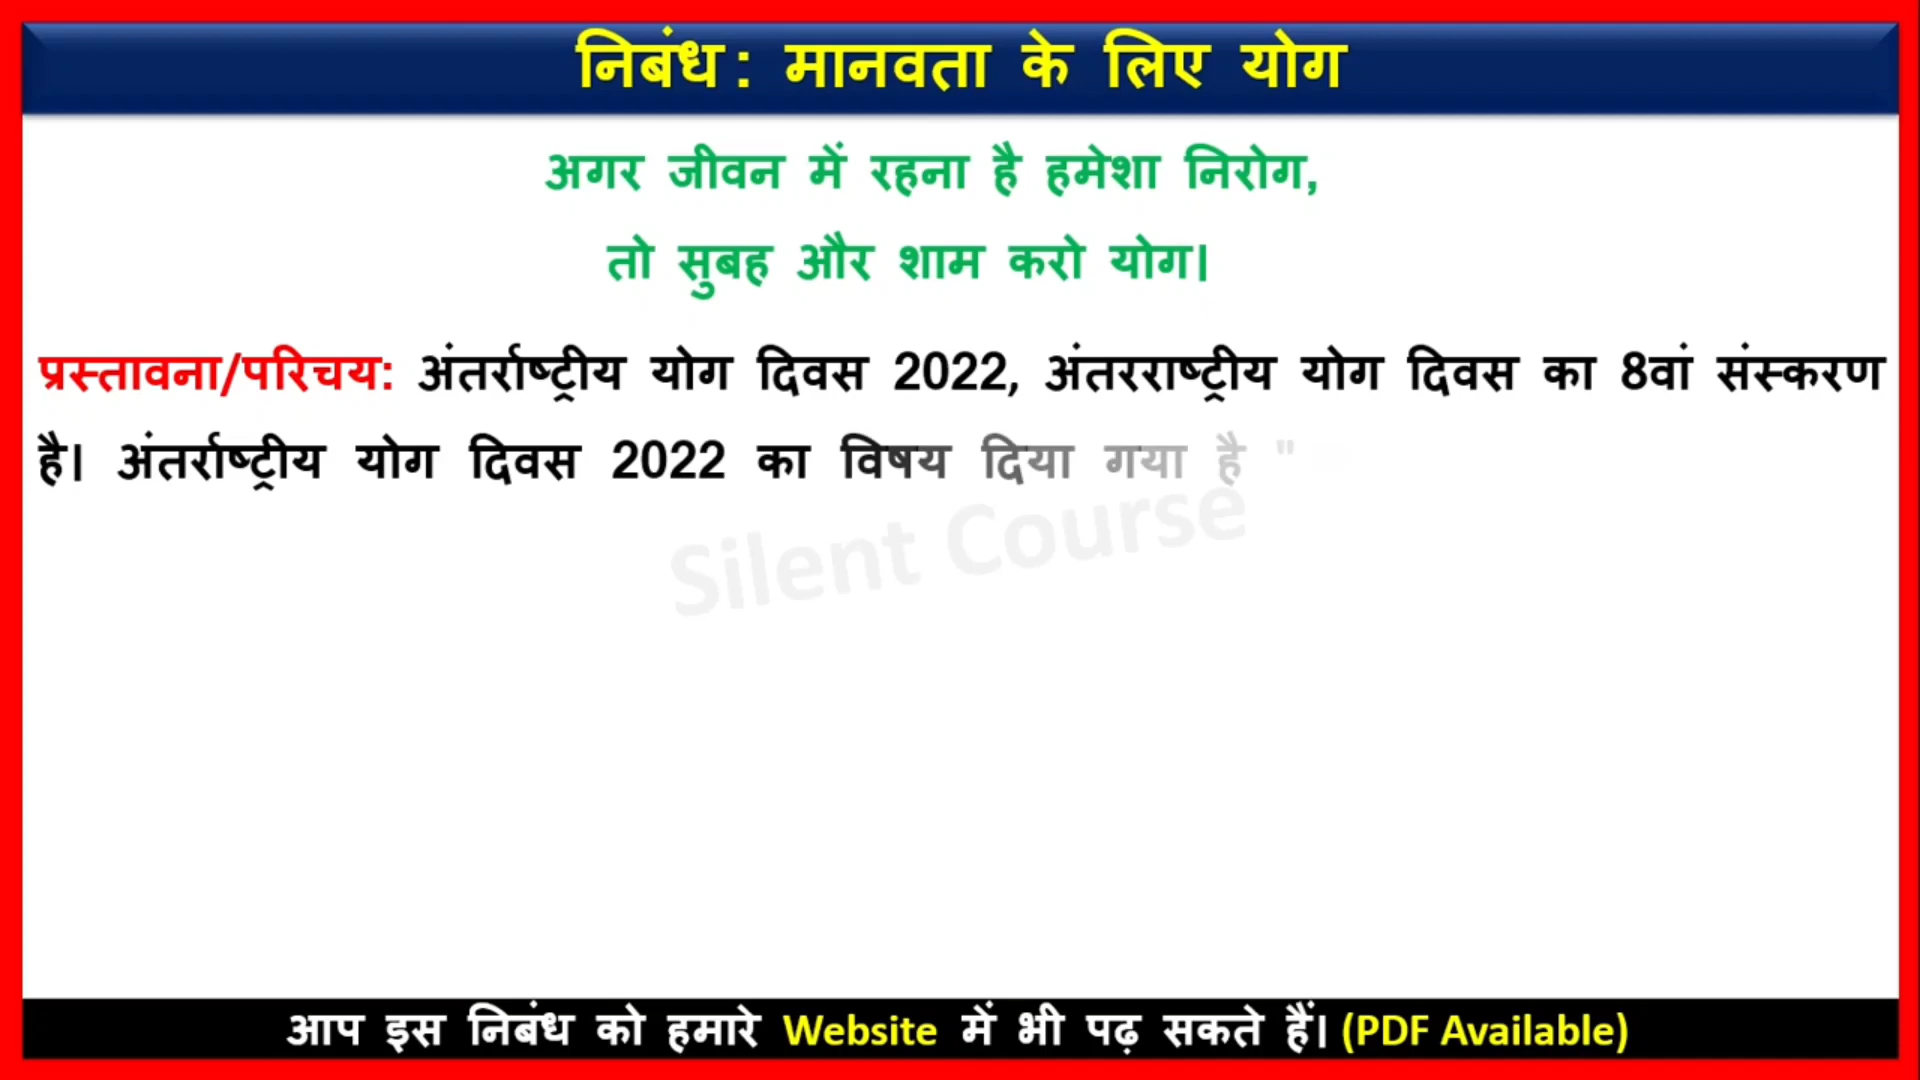 निबंध : मानवता के लिए योग
अगर जीवन में रहना है हमेशा निरोग,
तो सुबह और शाम करो योग।
प्रस्तावना/परिचय: अंतर्राष्ट्रीय योग दिवस 2022, अंतरराष्ट्रीय योग दिवस का 8वां संस्करण
है। अंतर्राष्ट्रीय योग दिवस 2022 का विषय दिया गया है "
Silent Course
आप इस निबंध को हमारे Website में भी पढ़ सकते हैं। (PDF Available)